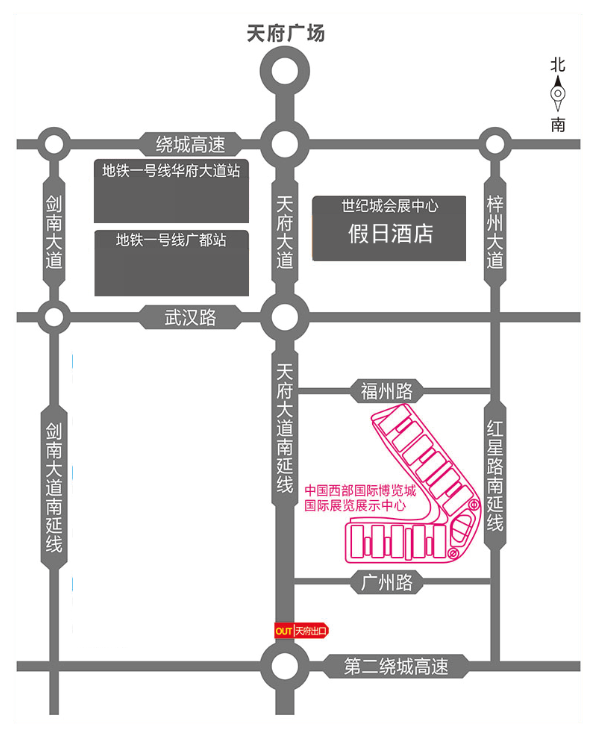 天府广场
北
南
绕城高速
地铁一号线华府大道站
剑南大道
天府大道
世纪城会展中心
假日酒店
梓州大道
地铁一号线广都站
武汉路
天府大道南延线
福州路
剑南大道南延线
红星路南延线
中国西部国际博览城
国际展览展示中心
广州路
OUT 天府出口
第二绕城高速